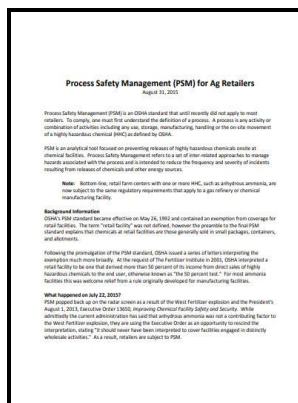 Process Safety Management (PSM) for Ag Retailers
August 31, 2015
Process Safety Management (PSM) is an OSHA standard that until recently did not apply to most
retailers. To comply, one must first understand the definition of a process. A process is any activity or
combination of activities including any use, storage, manufacturing, handling or the on-site movement
of a highly hazardous chemical (HHC) as defined by OSHA.
PSM is an analytical tool focused on preventing releases of highly hazardous chemicals onsite at
chemical facilities. Process Safety Management refers to a set of inter-related approaches to manage
hazards associated with the process and is intended to reduce the frequency and severity of incidents
resulting from releases of chemicals and other energy sources.
Note: Bottom line, retail farm centers with one or more HHC, such as anhydrous ammonia, are
now subject to the same regulatory requirements that apply to a gas refinery or chemical
manufacturing facility.
Background Information
OSHA's PSM standard became effective on May 26, 1992 and contained an exemption from coverage for
retail facilities. The term "retail facility" was not defined, however the preamble to the final PSM
standard explains that chemicals at retail facilities are those generally sold in small packages, containers,
and allotments.
Following the promulgation of the PSM standard, OSHA issued a series of letters interpreting the
exemption much more broadly. At the request of The Fertilizer Institute in 2001, OSHA interpreted a retail
facility to be one that derived more than 50 percent of its income from direct sales of highly
hazardous chemicals to the end user, otherwise known as "the 50 percent test." For most ammonia
facilities this was welcome relief from a rule originally developed for manufacturing facilities.
What happened on July 22, 2015?
PSM popped back up on the radar screen as a result of the West Fertilizer explosion and the President's
August 1, 2013, Executive Order 13650, Improving Chemical Facility Safety and Security. While
admittedly the current administration has said that anhydrous ammonia was not a contributing factor to
the West Fertilizer explosion, they are using the Executive Order as an opportunity to rescind the
interpretation, stating "it should never have been interpreted to cover facilities engaged in distinctly
wholesale activities." As a result, retailers are subject to PSM.